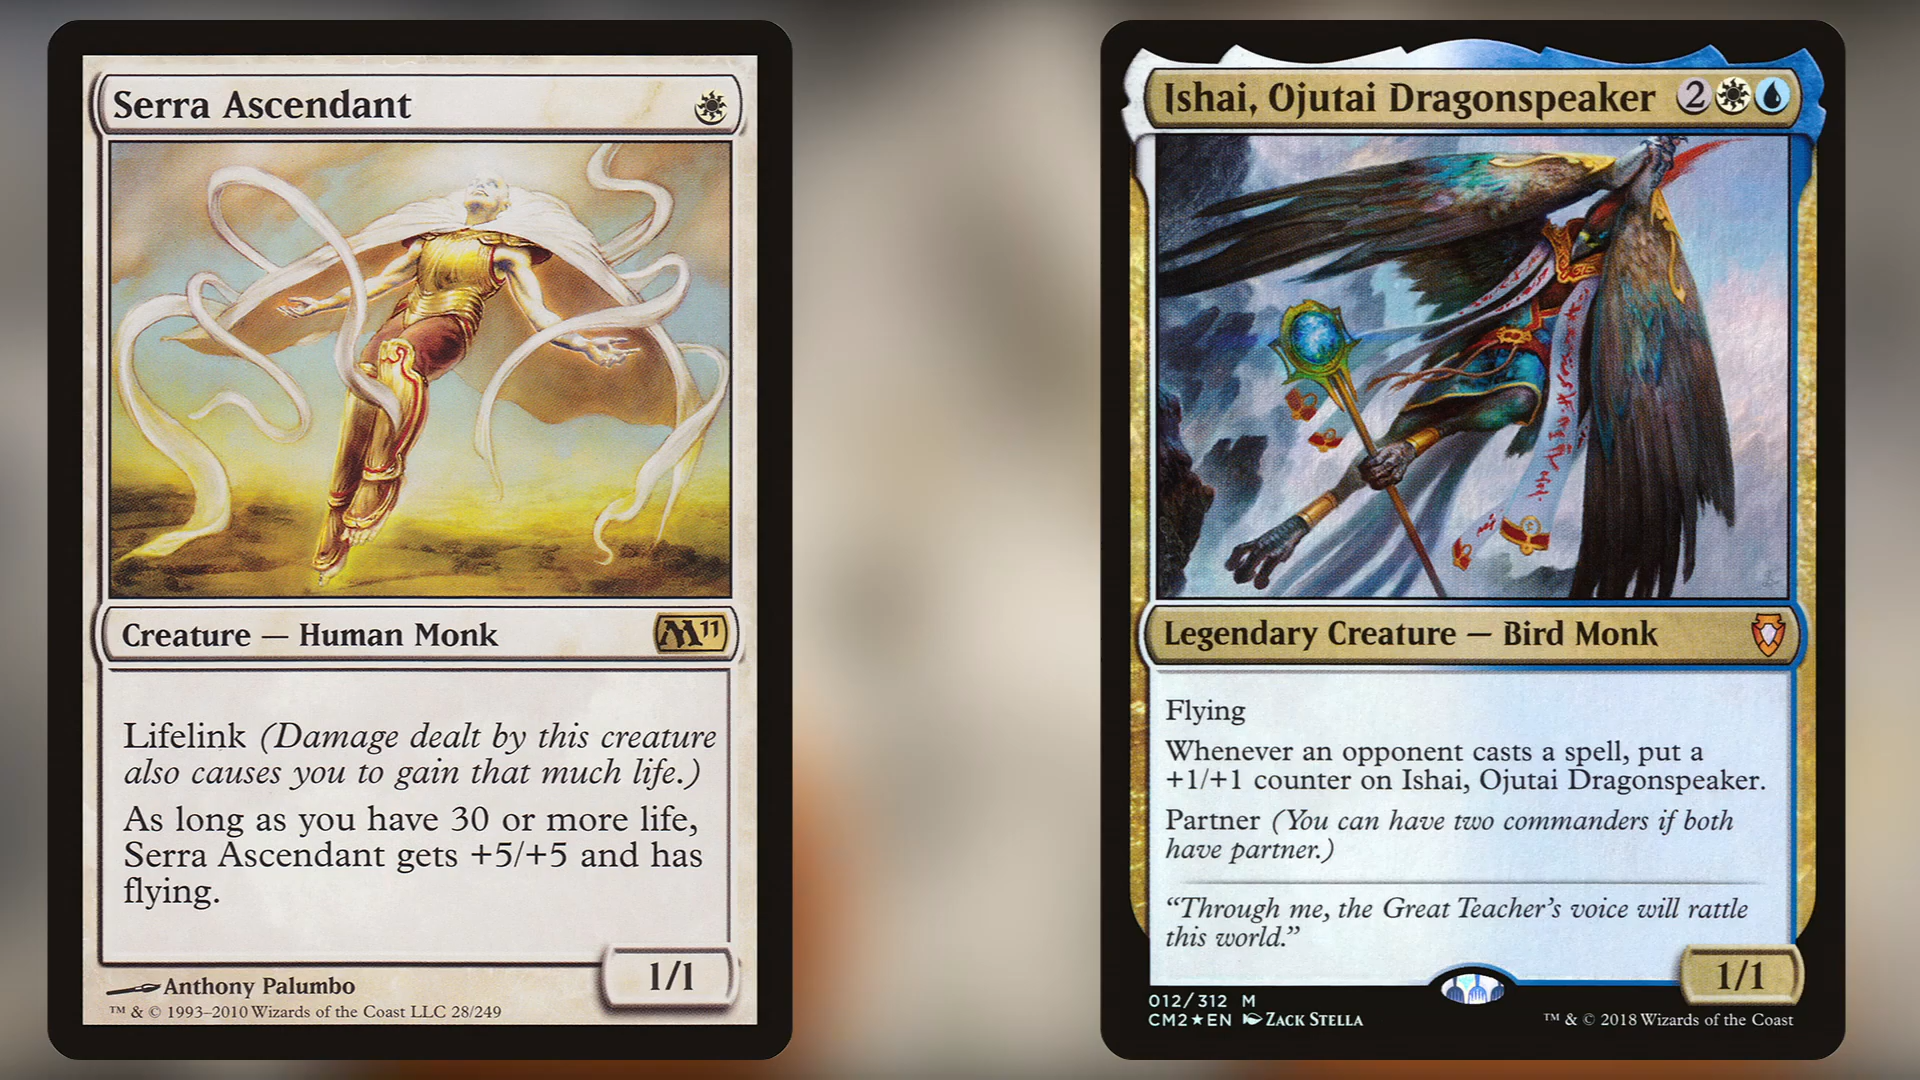 Serra Ascendant
Creature — Human Monk
M11
Lifelink (Damage dealt by this creature
also causes you to gain that much life.)
As long as you have 30 or more life,
Serra Ascendant gets +5/+5 and has
flying.
1/1
Anthony Palumbo
™ & © 1993–2010 Wizards of the Coast LLC 28/249
Ishai, Ojutai Dragonspeaker 2
Legendary Creature — Bird Monk
Flying
Whenever an opponent casts a spell, put a
+1/+1 counter on Ishai, Ojutai Dragonspeaker.
Partner (You can have two commanders if both
have partner.)
“Through me, the Great Teacher’s voice will rattle
this world.”
1/1
012/312 M
CM2★EN Zack Stella
™ & © 2018 Wizards of the Coast